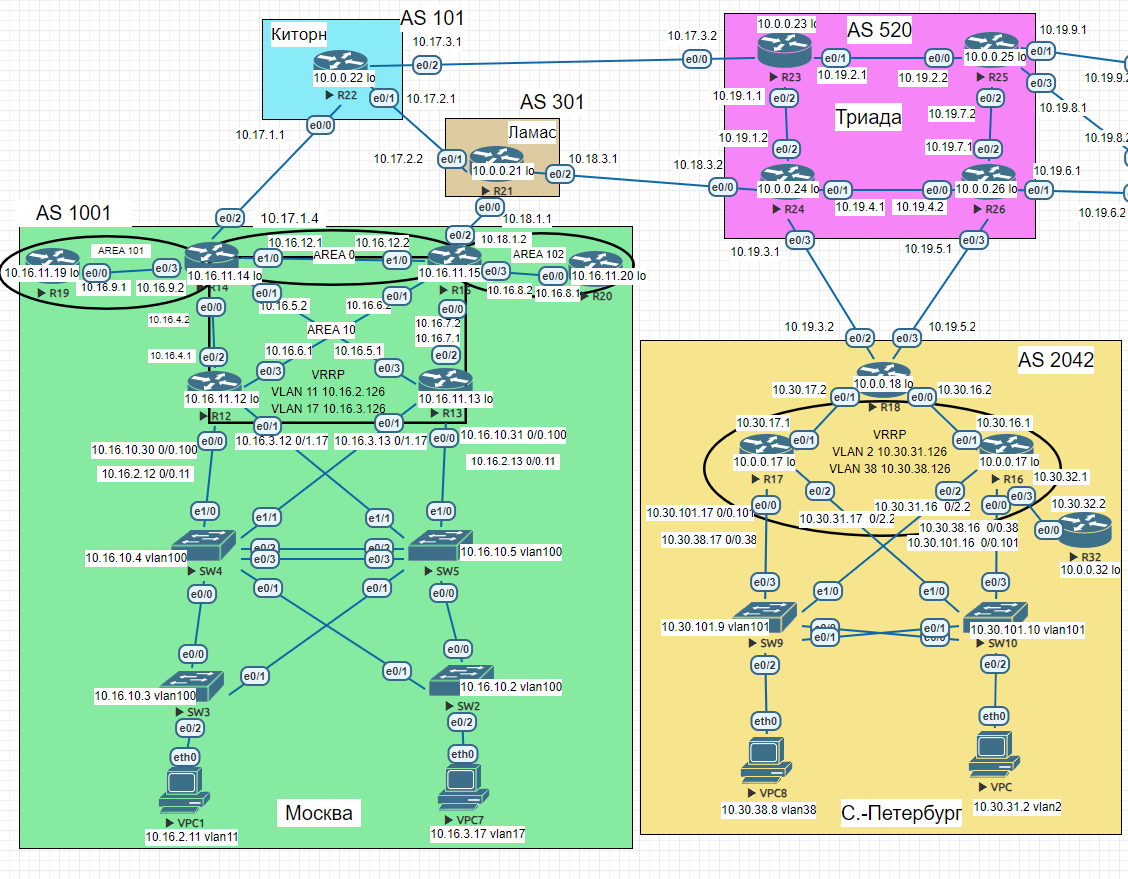 AS 101
Киторн
10.17.3.1
e0/2
10.0.0.22 lo
R22
e0/1
10.17.2.1
e0/0
10.17.1.1
AS 301
Ламас
10.17.2.2
e0/1
10.0.0.21 lo
e0/2
10.18.3.1
R21
e0/0
10.18.1.1
10.17.3.2
e0/0
10.0.0.23 lo
AS 520
10.19.9.1
e0/1
e0/0
10.0.0.25 lo
e0/1
R23
10.19.2.1
10.19.2.2
R25
e0/3
10.19.9.2
10.19.1.1
e0/2
e0/2
10.19.8.1
Триада
10.19.7.2
10.19.1.2
e0/2
10.19.7.1
e0/2
10.19.8.2
10.18.3.2
e0/0
10.0.0.24 lo
e0/1
e0/0
10.0.0.26 lo
e0/1
10.19.6.1
R24
10.19.4.1
10.19.4.2
R26
10.19.6.2
10.19.3.1
e0/3
10.19.5.1
e0/3
AS 1001
e0/2
10.17.1.4
e0/2
10.18.1.2
AREA 101
10.16.12.1
10.16.12.2
AREA 0
AREA 102
10.16.11.19 lo
e0/0
e0/3
10.16.11.14 lo
e1/0
e1/0
10.16.11.15
e0/3
e0/0
10.16.11.20 lo
R19
10.16.9.1
10.16.9.2
R14
e0/1
e0/1
R15
10.16.8.2
10.16.8.1
R20
10.16.4.2
e0/0
10.16.5.2
10.16.6.2
e0/0
10.16.7.2
AREA 10
10.16.7.1
10.16.4.1
e0/2
10.16.6.1
10.16.5.1
e0/2
e0/3
e0/3
VRRP
VLAN 11 10.16.2.126
VLAN 17 10.16.3.126
10.16.11.12 lo
10.16.11.13 lo
R12
R13
e0/1
e0/1
e0/0
10.16.3.12 0/1.17
10.16.3.13 0/1.17
e0/0
10.16.10.31 0/0.100
10.16.10.30 0/0.100
10.16.2.12 0/0.11
10.16.2.13 0/0.11
e1/0
e1/1
e1/1
e1/0
10.16.10.4 vlan100
e0/2
e0/2
e0/3
e0/3
10.16.10.5 vlan100
SW4
SW5
e0/0
e0/1
e0/1
e0/0
e0/0
e0/1
e0/1
e0/0
10.16.10.3 vlan100
10.16.10.2 vlan100
SW3
SW2
e0/2
e0/2
eth0
eth0
VPC1
Москва
VPC7
10.16.2.11 vlan11
10.16.3.17 vlan17
10.19.3.2
e0/2
e0/3
10.19.5.2
AS 2042
10.0.0.18 lo
10.30.17.2
e0/1
R18
e0/0
10.30.16.2
10.30.17.1
10.30.16.1
e0/1
VRRP
e0/1
VLAN 2 10.30.31.126
VLAN 38 10.30.38.126
10.0.0.17 lo
10.0.0.17 lo
R17
R16
10.30.32.1
e0/0
e0/2
e0/2
e0/0
e0/3
10.30.32.2
10.30.101.17 0/0.101
10.30.31.17 0/2.2
10.30.31.16 0/2.2
10.30.38.16 0/0.38
e0/0
10.30.38.17 0/0.38
10.30.101.16 0/0.101
R32
10.0.0.32 lo
e0/3
e1/0
e1/0
e0/3
10.30.101.9 vlan101
e0/0
e0/1
e0/1
10.30.101.10 vlan101
SW9
SW10
e0/2
e0/2
eth0
eth0
VPC8
VPC
10.30.38.8 vlan38
С.-Петербург
10.30.31.2 vlan2